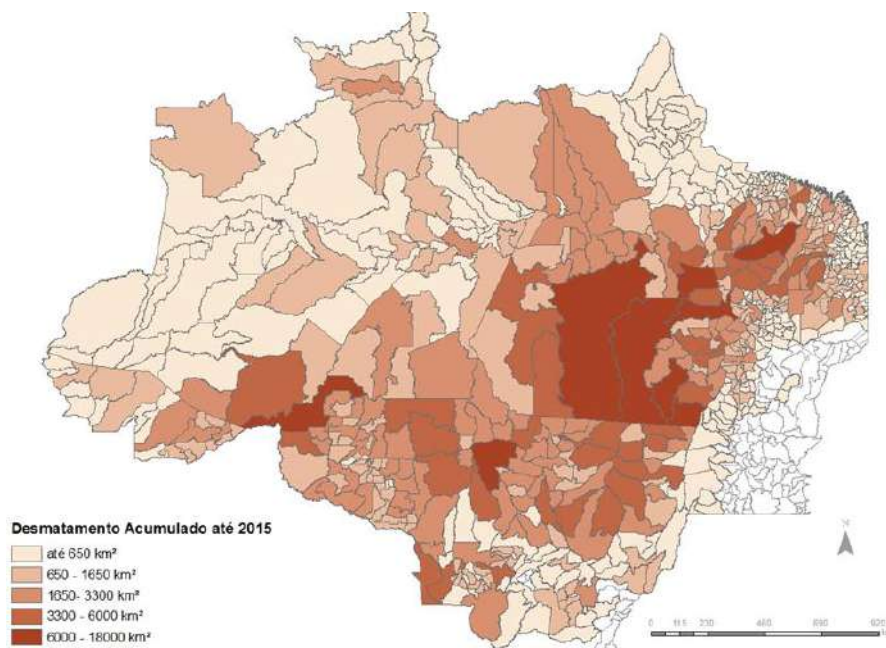 Desmatamento Acumulado até 2015
até 650 km²
650 - 1650 km²
1650- 3300 km²
3300 - 6000 km²
6000 - 18000 km²
0 115 230 460 690 920